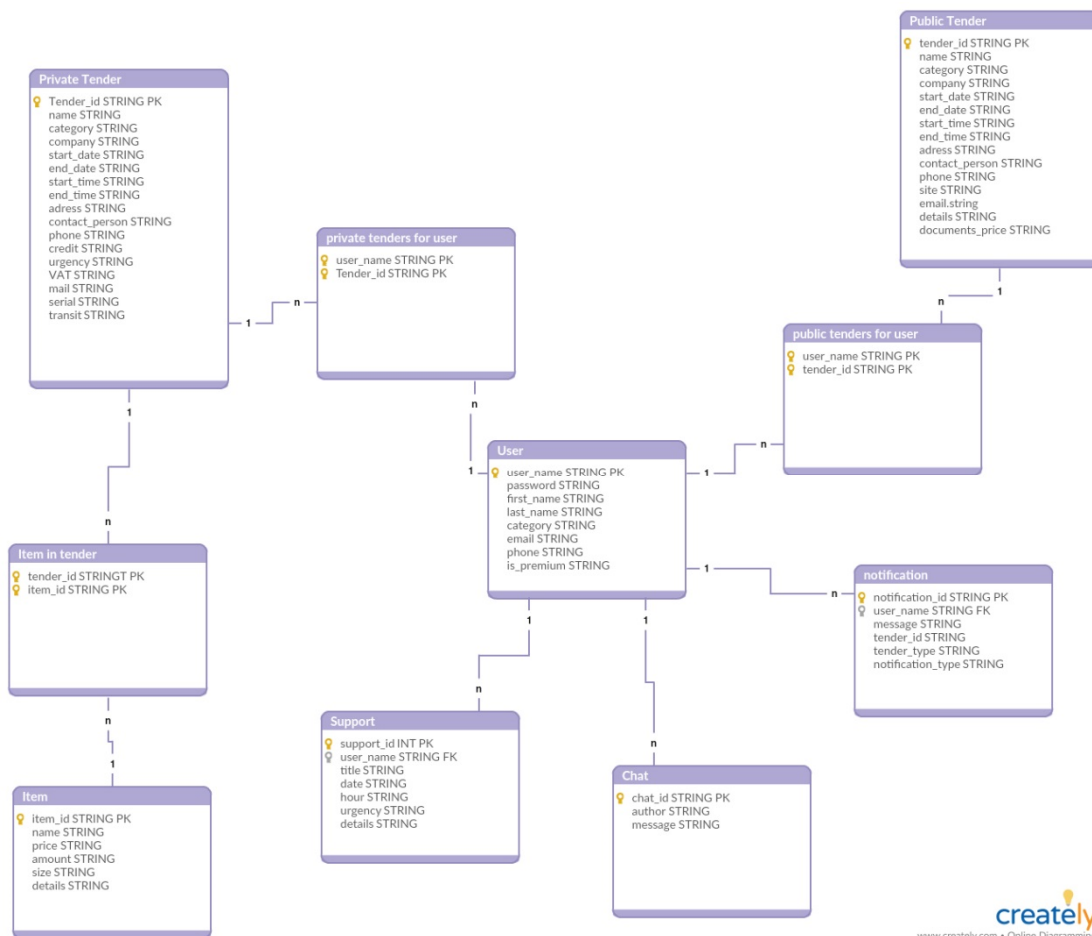 Public Tender
tender_id STRING PK
name STRING
category STRING
company STRING
start_date STRING
end_date STRING
start_time STRING
end_time STRING
adress STRING
contact_person STRING
phone STRING
site STRING
email.string
details STRING
documents_price STRING
Private Tender
Tender_id STRING PK
name STRING
category STRING
company STRING
start_date STRING
end_date STRING
start_time STRING
end_time STRING
adress STRING
contact_person STRING
phone STRING
credit STRING
urgency STRING
VAT STRING
mail STRING
serial STRING
transit STRING
private tenders for user
user_name STRING PK
Tender_id STRING PK
1
n
n
1
public tenders for user
user_name STRING PK
tender_id STRING PK
n
1
1
n
User
user_name STRING PK
password STRING
first_name STRING
last_name STRING
category STRING
email STRING
phone STRING
is_premium STRING
1
n
Item in tender
tender_id STRINGT PK
item_id STRING PK
1
n
notification
notification_id STRING PK
user_name STRING FK
message STRING
tender_id STRING
tender_type STRING
notification_type STRING
1
n
1
n
n
1
Support
support_id INT PK
user_name STRING FK
title STRING
date STRING
hour STRING
urgency STRING
details STRING
Chat
chat_id STRING PK
author STRING
message STRING
Item
item_id STRING PK
name STRING
price STRING
amount STRING
size STRING
details STRING
creately
www.creately.com • Online Diagramming